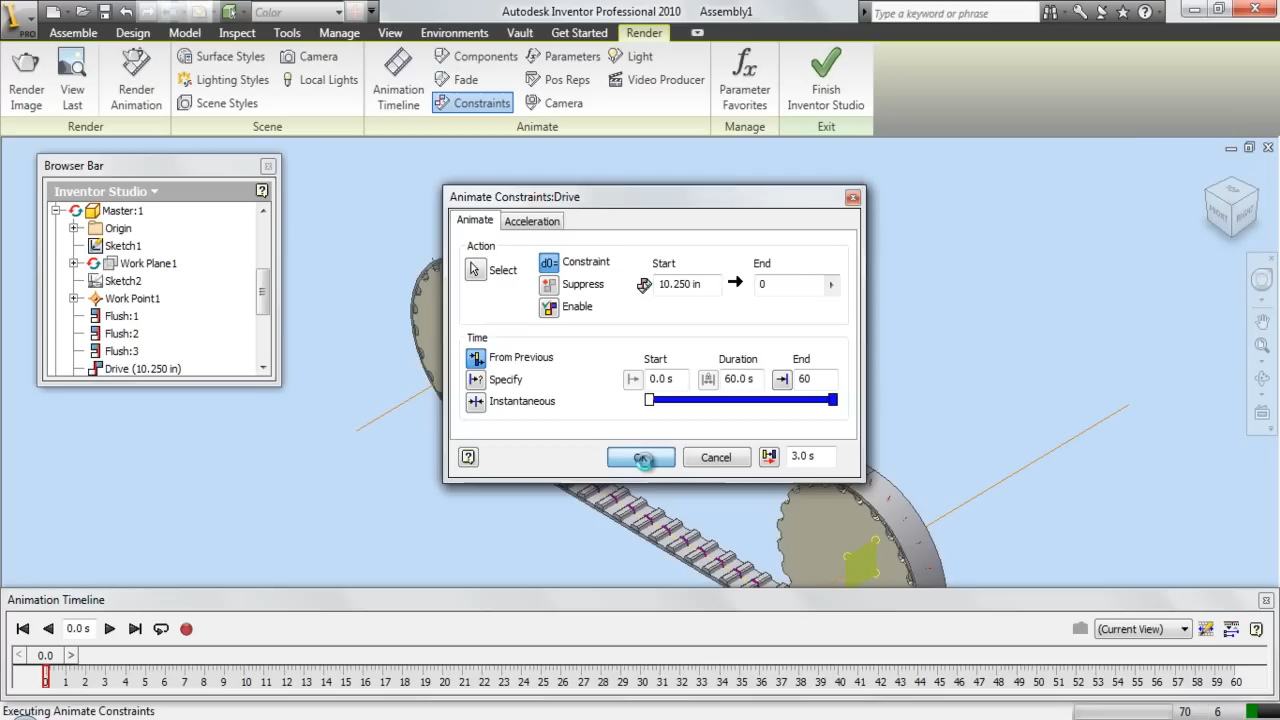 Color
Autodesk Inventor Professional 2010 Assembly1
Type a keyword or phrase
PRO
Assemble Design Model Inspect Tools Manage View Environments Vault Get Started Render
Render Image
View Last
Render Animation
Surface Styles
Camera
Lighting Styles
Local Lights
Scene Styles
Animation Timeline
Components
Parameters
Light
Fade
Pos Reps
Video Producer
Constraints
Camera
fx
Parameter Favorites
Finish Inventor Studio
Render Scene Animate Manage Exit
Browser Bar
Inventor Studio
Master:1
Origin
Sketch1
Work Plane1
Sketch2
Work Point1
Flush:1
Flush:2
Flush:3
Drive (10.250 in)
Animate Constraints:Drive
Animate Acceleration
Action
Select
d0=
Constraint
Suppress
Enable
Start End
10.250 in 0
Time
From Previous
Specify
Instantaneous
Start Duration End
0.0 s 60.0 s 60
Cancel
3.0 s
TOP
FRONT
RIGHT
Animation Timeline
0.0 s
(Current View)
< 0.0 >
0 1 2 3 4 5 6 7 8 9 10 11 12 13 14 15 16 17 18 19 20 21 22 23 24 25 26 27 28 29 30 31 32 33 34 35 36 37 38 39 40 41 42 43 44 45 46 47 48 49 50 51 52 53 54 55 56 57 58 59 60
Executing Animate Constraints
70 6